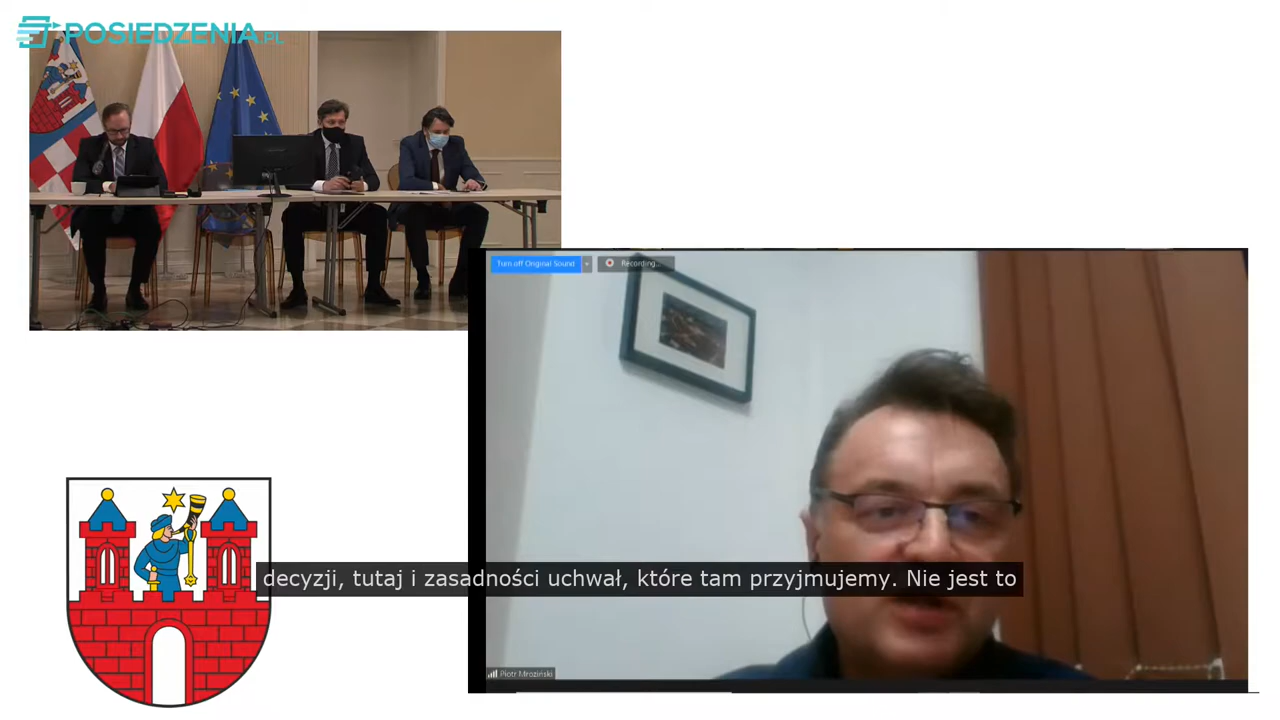 POSIEDZENIA.PL
Turn off Original Sound
Recording...
decyzji, tutaj i zasadności uchwał, które tam przyjmujemy. Nie jest to
Piotr Mroziński